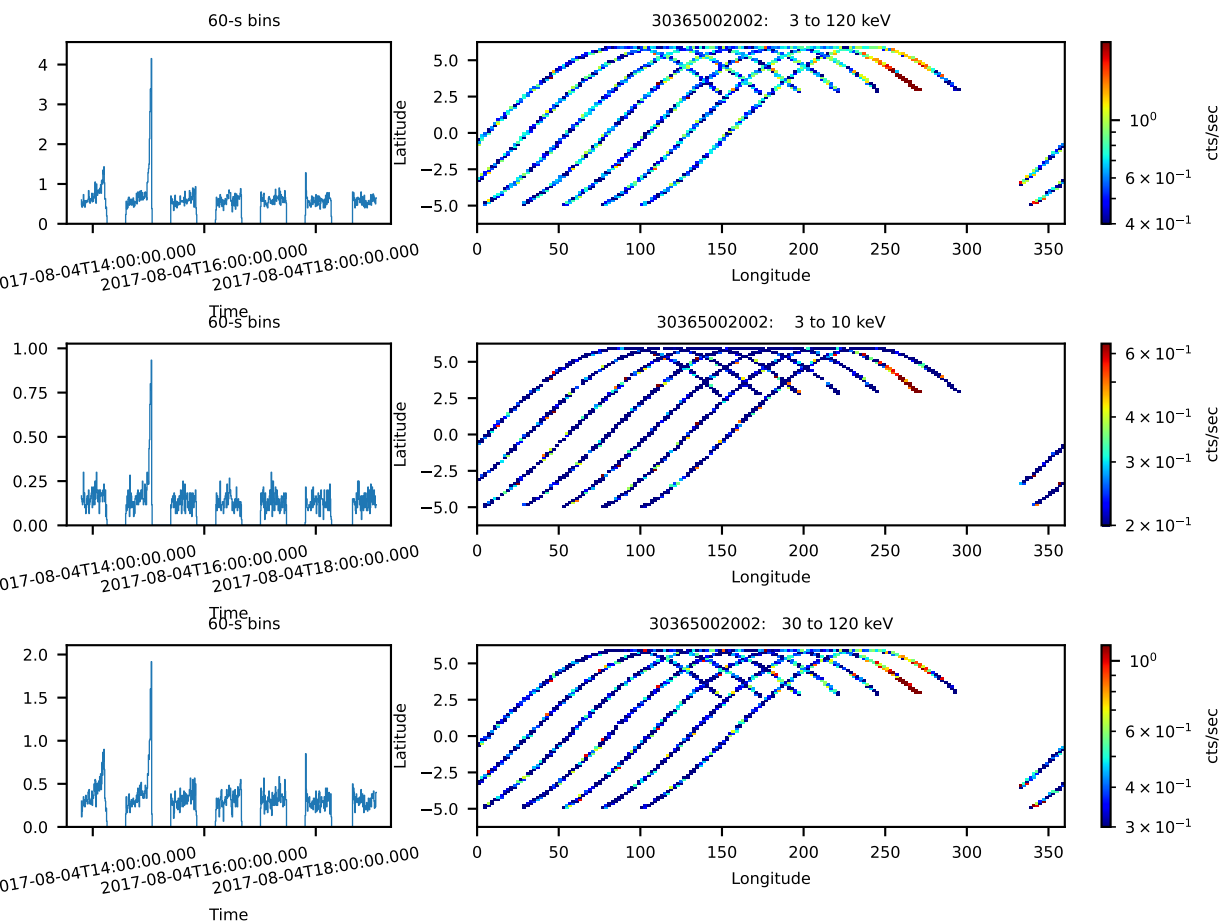 60-s bins
30365002002: 3 to 120 keV
4
3
2
1
0
5.0
2.5
0.0
−2.5
−5.0
Latitude
10⁰
6 × 10⁻¹
4 × 10⁻¹
cts/sec
0 50 100 150 200 250 300 350
Longitude
017-08-04T14:00:00.000
2017-08-04T16:00:00.000
2017-08-04T18:00:00.000
Time
60-s bins
30365002002: 3 to 10 keV
1.00
0.75
0.50
0.25
0.00
5.0
2.5
0.0
−2.5
−5.0
Latitude
6 × 10⁻¹
4 × 10⁻¹
3 × 10⁻¹
2 × 10⁻¹
cts/sec
0 50 100 150 200 250 300 350
Longitude
017-08-04T14:00:00.000
2017-08-04T16:00:00.000
2017-08-04T18:00:00.000
Time
60-s bins
30365002002: 30 to 120 keV
2.0
1.5
1.0
0.5
0.0
5.0
2.5
0.0
−2.5
−5.0
Latitude
10⁰
6 × 10⁻¹
4 × 10⁻¹
3 × 10⁻¹
cts/sec
0 50 100 150 200 250 300 350
Longitude
017-08-04T14:00:00.000
2017-08-04T16:00:00.000
2017-08-04T18:00:00.000
Time